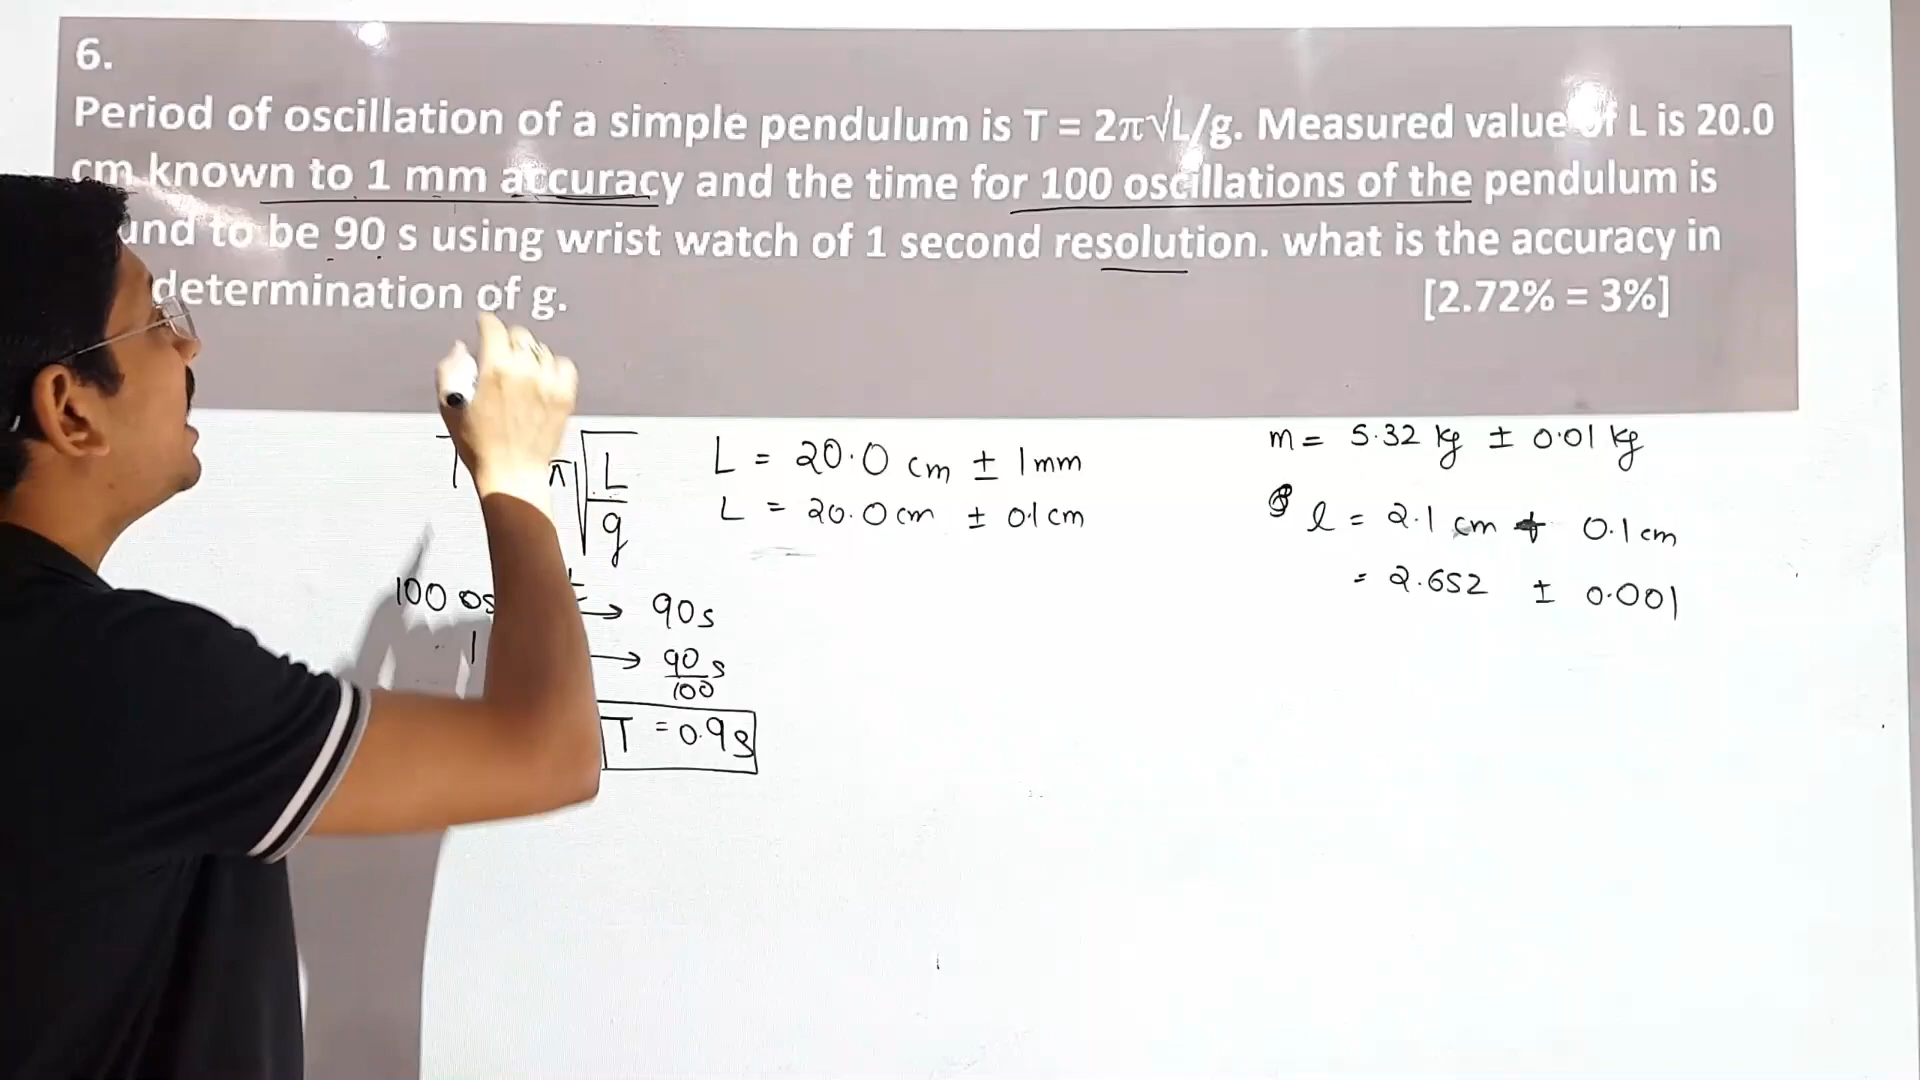 6.
Period of oscillation of a simple pendulum is T = 2π√L/g. Measured value of L is 20.0
cm known to 1 mm accuracy and the time for 100 oscillations of the pendulum is
und to be 90 s using wrist watch of 1 second resolution. what is the accuracy in
determination of g. [2.72% = 3%]
T π√L/g
L = 20.0 cm ± 1mm
L = 20.0 cm ± 0.1 cm
100 os → 90s
1 → 90/100 s
T = 0.9s
m = 5.32 kg ± 0.01 kg
l = 2.1 cm + 0.1 cm
= 2.652 ± 0.001